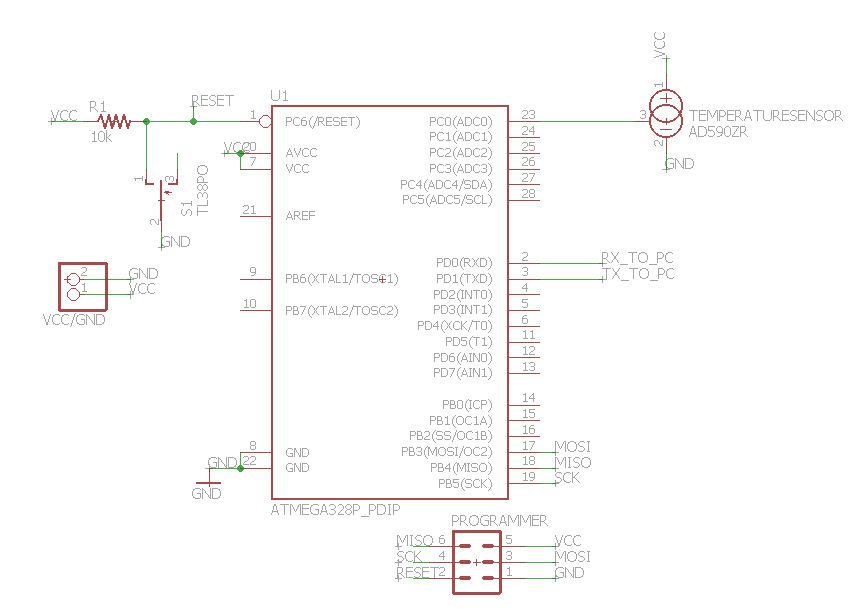 VCC
R1
10k
RESET
U1
1
PC6(/RESET)
VCC
20
AVCC
7
VCC
21
AREF
9
PB6(XTAL1/TOSC1)
10
PB7(XTAL2/TOSC2)
8
GND
GND
22
GND
GND
ATMEGA328P_PDIP
1
3
2
S1
TL38PO
GND
2
GND
1
VCC
VCC/GND
PC0(ADC0)
23
PC1(ADC1)
24
PC2(ADC2)
25
PC3(ADC3)
26
PC4(ADC4/SDA)
27
PC5(ADC5/SCL)
28
PD0(RXD)
2
RX_TO_PC
PD1(TXD)
3
TX_TO_PC
PD2(INT0)
4
PD3(INT1)
5
PD4(XCK/T0)
6
PD5(T1)
11
PD6(AIN0)
12
PD7(AIN1)
13
PB0(ICP)
14
PB1(OC1A)
15
PB2(SS/OC1B)
16
PB3(MOSI/OC2)
17
MOSI
PB4(MISO)
18
MISO
PB5(SCK)
19
SCK
VCC
1
3
TEMPERATURESENSOR
AD590ZR
2
GND
PROGRAMMER
MISO
6
5
VCC
SCK
4
3
MOSI
RESET
2
1
GND